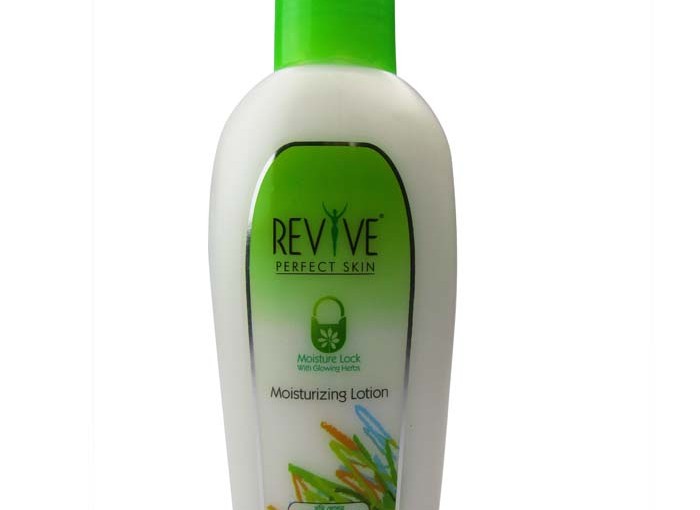 REVIVE®
PERFECT SKIN
Moisture Lock
With Glowing Herbs
Moisturizing Lotion